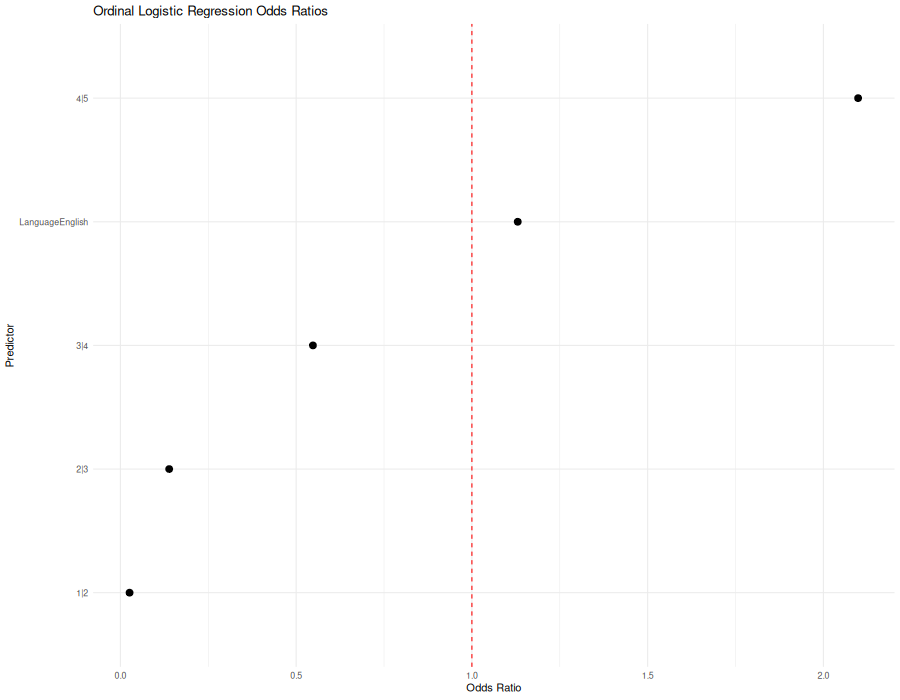 Ordinal Logistic Regression Odds Ratios
4|5
LanguageEnglish
3|4
2|3
1|2
Predictor
0.0 0.5 1.0 1.5 2.0
Odds Ratio